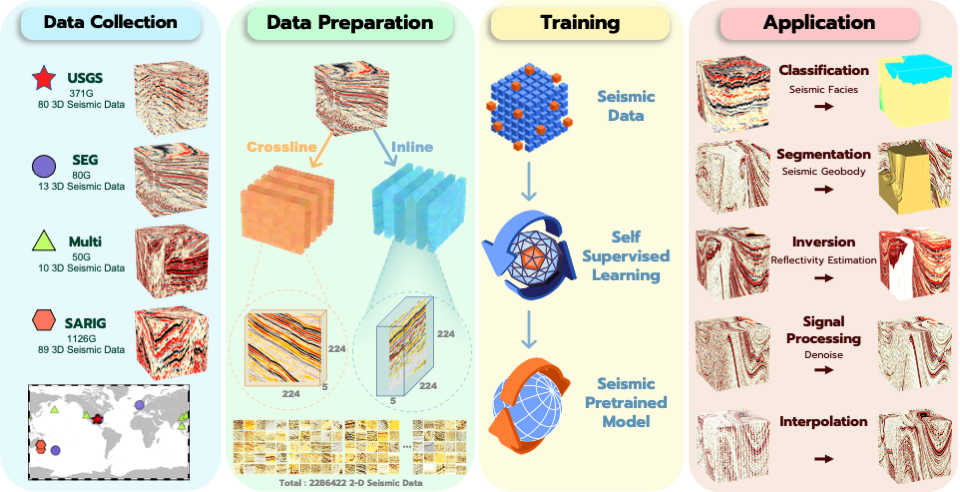 Data Collection
USGS
371G
80 3D Seismic Data
SEG
80G
13 3D Seismic Data
Multi
50G
10 3D Seismic Data
SARIG
1126G
89 3D Seismic Data
Data Preparation
Crossline
Inline
224
224
5
224
224
5
...
Total : 2286422 2-D Seismic Data
Training
Seismic
Data
Self
Supervised
Learning
Seismic
Pretrained
Model
Application
Classification
Seismic Facies
Segmentation
Seismic Geobody
Inversion
Reflectivity Estimation
Signal
Processing
Denoise
Interpolation